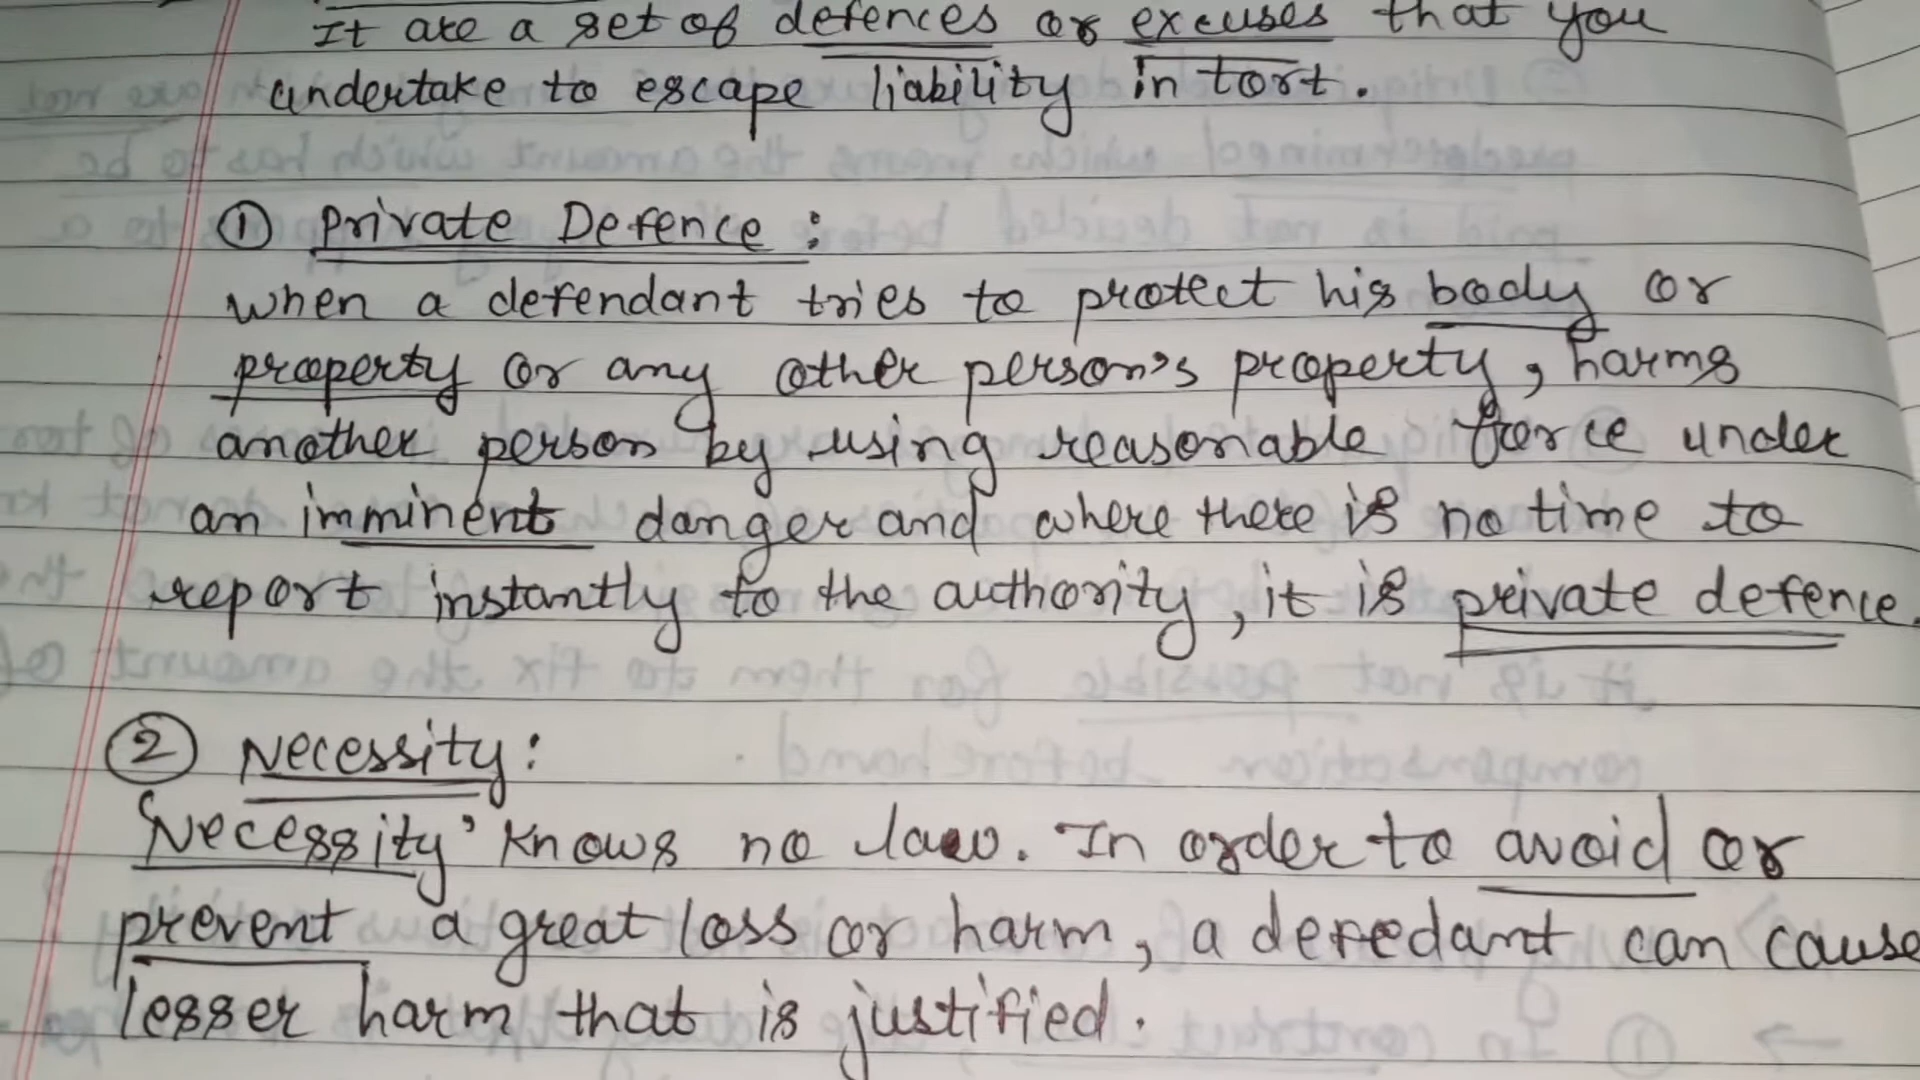 It are a set of defences or excuses that you
undertake to escape liability in tort.
① Private Defence :
when a defendant tries to protect his body or
property or any other person's property, harms
another person by using reasonable force under
an imminent danger and where there is no time to
report instantly to the authority, it is private defence.
② Necessity :
'Necessity' knows no law. In order to avoid or
prevent a great loss or harm, a defedant can cause
lesser harm that is justified.